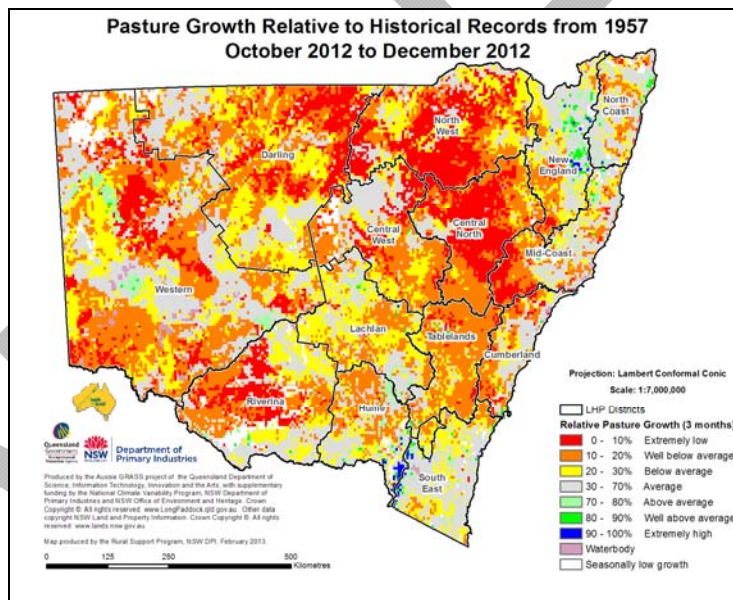 Pasture Growth Relative to Historical Records from 1957
October 2012 to December 2012
North Coast
North West
Darling
New England
Central West
Central North
Mid-Coast
Western
Lachlan
Tablelands
Cumberland
Riverina
Hume
South East
Projection: Lambert Conformal Conic
Scale: 1:7,000,000
LHP Districts
Relative Pasture Growth (3 months)
0 - 10% Extremely low
10 - 20% Well below average
20 - 30% Below average
30 - 70% Average
70 - 80% Above average
80 - 90% Well above average
90 - 100% Extremely high
Waterbody
Seasonally low growth
Queensland
Government
NSW
GOVERNMENT
Department of
Primary Industries
Produced by the Aussie GRASS project of the Queensland Department of
Science, Information Technology, Innovation and the Arts, with supplementary
funding by the National Climate Variability Program, NSW Department of
Primary Industries and NSW Office of Environment and Heritage. Crown
Copyright © All rights reserved. www.LongPaddock.qld.gov.au Other data
copyright NSW Land and Property Information. Crown Copyright © All rights
reserved: www.lands.nsw.gov.au
Map produced by the Rural Support Program, NSW DPI, February 2013.
0 125 250 500
Kilometres